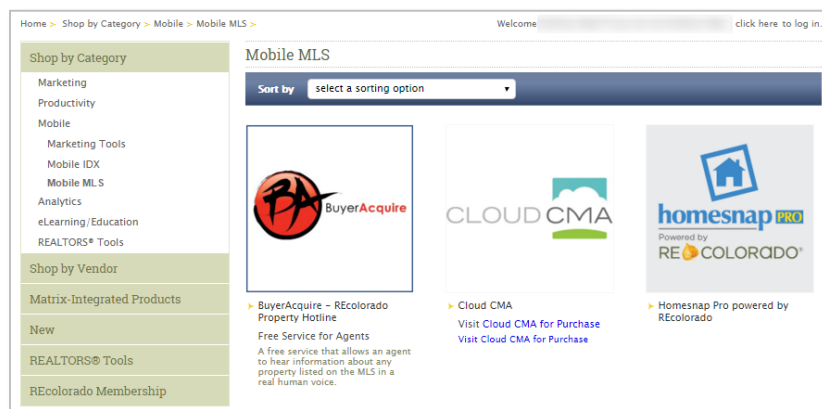 Home > Shop by Category > Mobile > Mobile MLS >
Welcome
click here to log in.
Shop by Category
Marketing
Productivity
Mobile
Marketing Tools
Mobile IDX
Mobile MLS
Analytics
eLearning/Education
REALTORS® Tools
Shop by Vendor
Matrix-Integrated Products
New
REALTORS® Tools
REcolorado Membership
Mobile MLS
Sort by
select a sorting option
BA
BuyerAcquire
> BuyerAcquire – REcolorado
Property Hotline
Free Service for Agents
A free service that allows an agent
to hear information about any
property listed on the MLS in a
real human voice.
CLOUD CMA
> Cloud CMA
Visit Cloud CMA for Purchase
Visit Cloud CMA for Purchase
homesnap PRO
Powered by
RECOLORADO®
> Homesnap Pro powered by
REcolorado